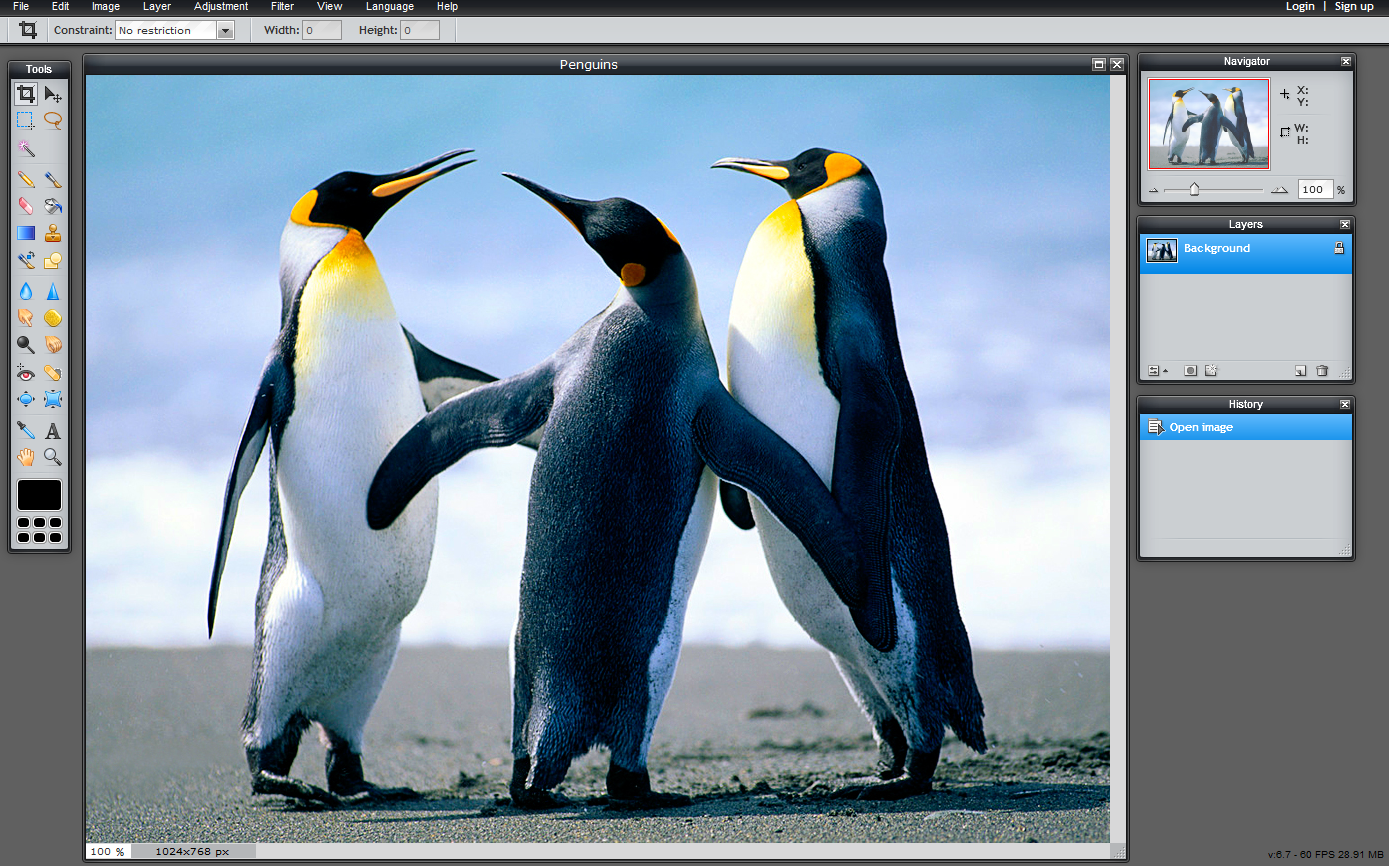 File Edit Image Layer Adjustment Filter View Language Help Login | Sign up
Constraint: No restriction Width: 0 Height: 0
Tools
Penguins
Navigator
X:
Y:
W:
H:
100 %
Layers
Background
History
Open image
100 % 1024x768 px
v:6.7 - 60 FPS 28.91 MB